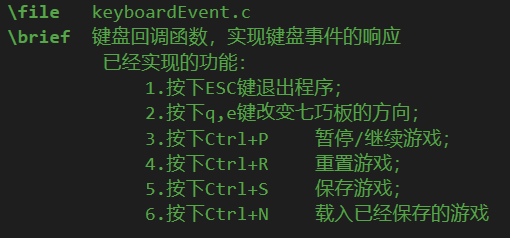 \file   keyboardEvent.c
\brief  键盘回调函数，实现键盘事件的响应
已经实现的功能：
1.按下ESC键退出程序；
2.按下q,e键改变七巧板的方向；
3.按下Ctrl+P    暂停/继续游戏；
4.按下Ctrl+R    重置游戏；
5.按下Ctrl+S    保存游戏；
6.按下Ctrl+N    载入已经保存的游戏